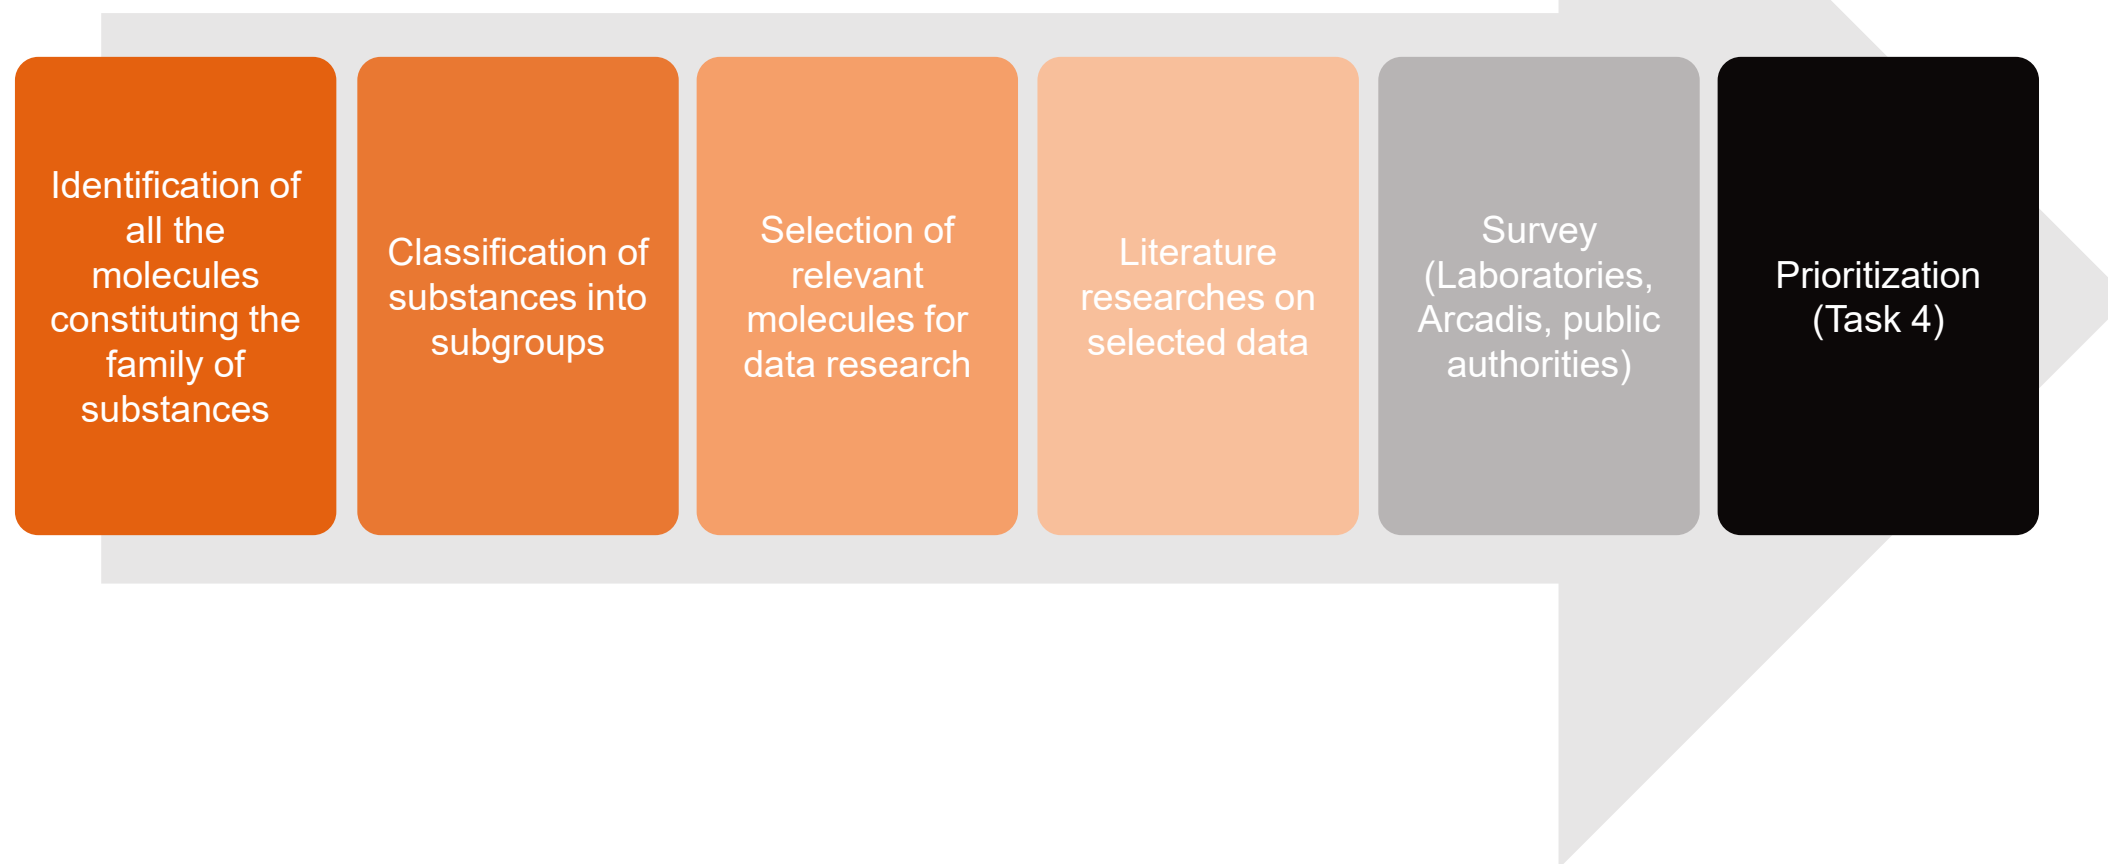 Identification of
all the
molecules
constituting the
family of
substances
Classification of
substances into
subgroups
Selection of
relevant
molecules for
data research
Literature
researches on
selected data
Survey
(Laboratories,
Arcadis, public
authorities)
Prioritization
(Task 4)